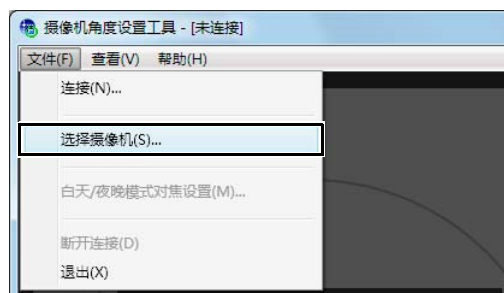 摄像机角度设置工具 - [未连接]
文件(F) 查看(V) 帮助(H)
连接(N)...
选择摄像机(S)...
白天/夜晚模式对焦设置(M)...
断开连接(D)
退出(X)